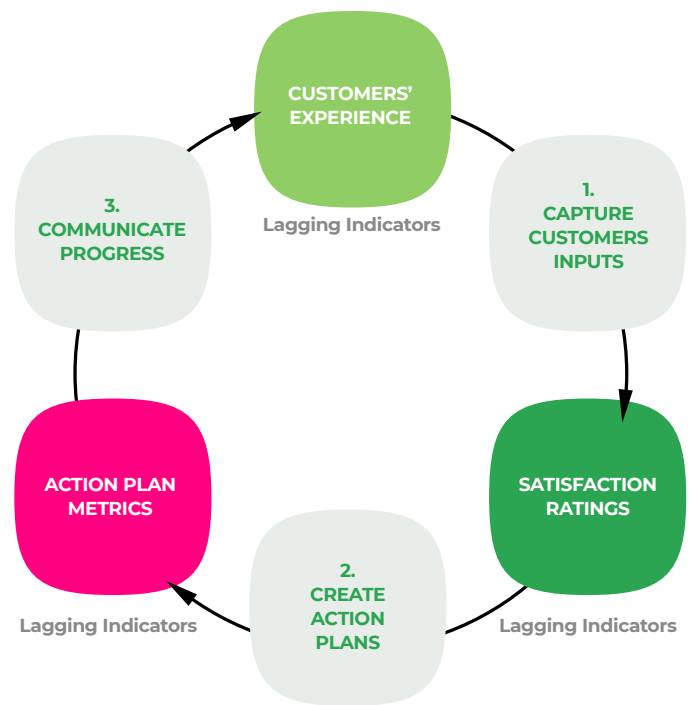 CUSTOMERS’
EXPERIENCE
Lagging Indicators
1.
CAPTURE
CUSTOMERS
INPUTS
SATISFACTION
RATINGS
Lagging Indicators
2.
CREATE
ACTION
PLANS
ACTION PLAN
METRICS
Lagging Indicators
3.
COMMUNICATE
PROGRESS